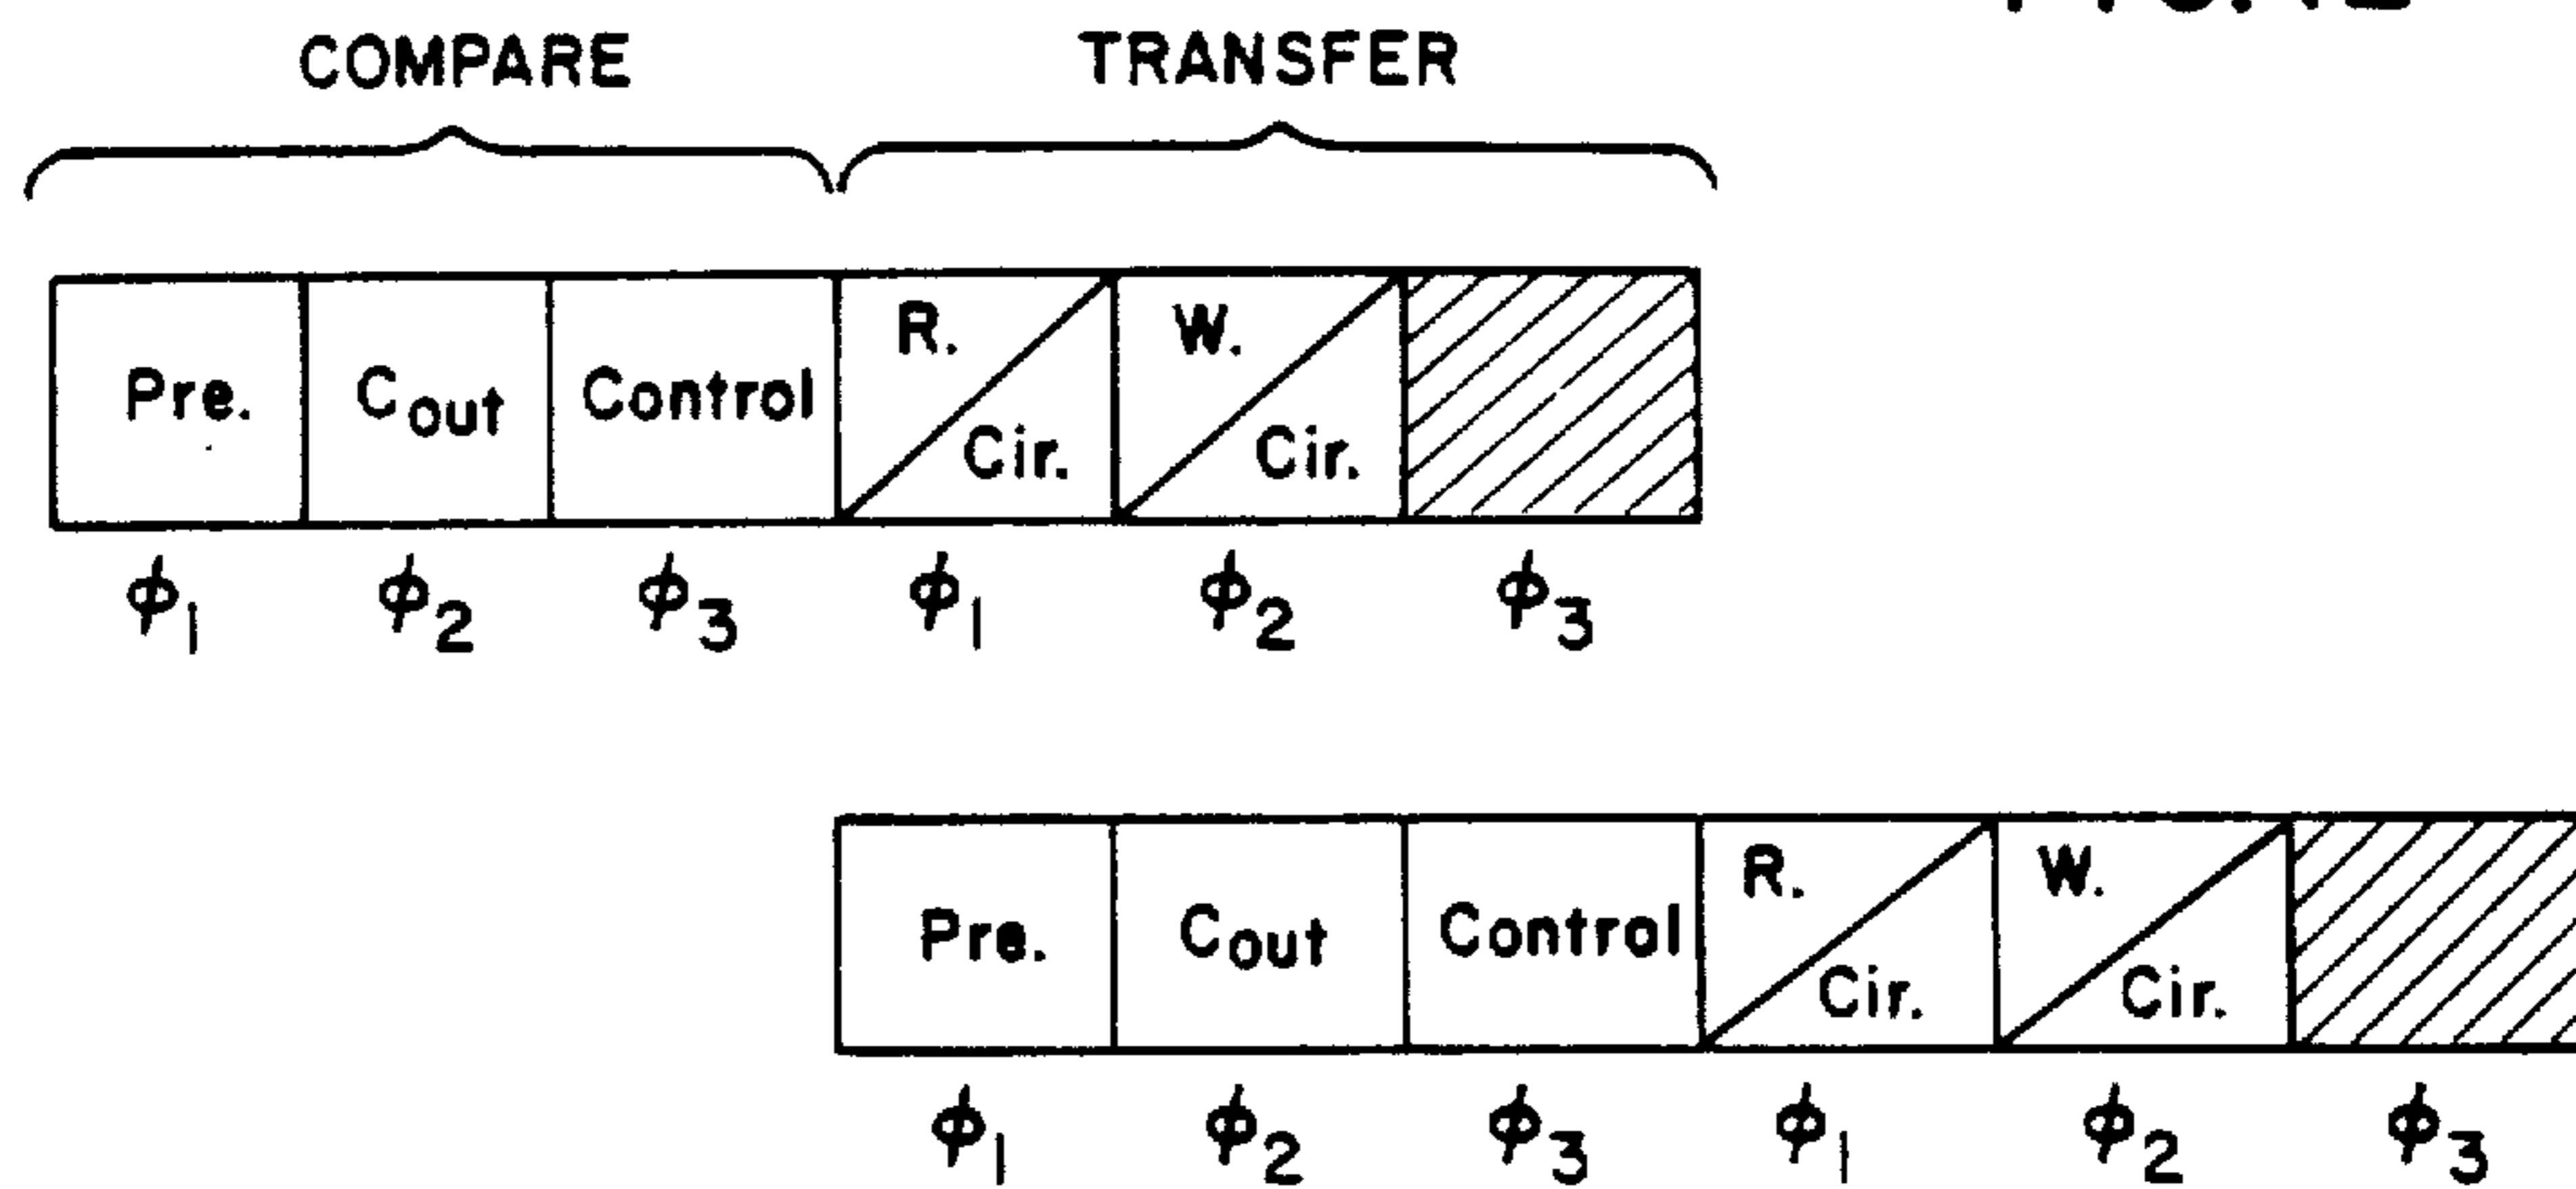 COMPARE TRANSFER
Pre. Cout Control R. Cir. W. Cir.
ϕ1 ϕ2 ϕ3 ϕ1 ϕ2 ϕ3
Pre. Cout Control R. Cir. W. Cir.
ϕ1 ϕ2 ϕ3 ϕ1 ϕ2 ϕ3